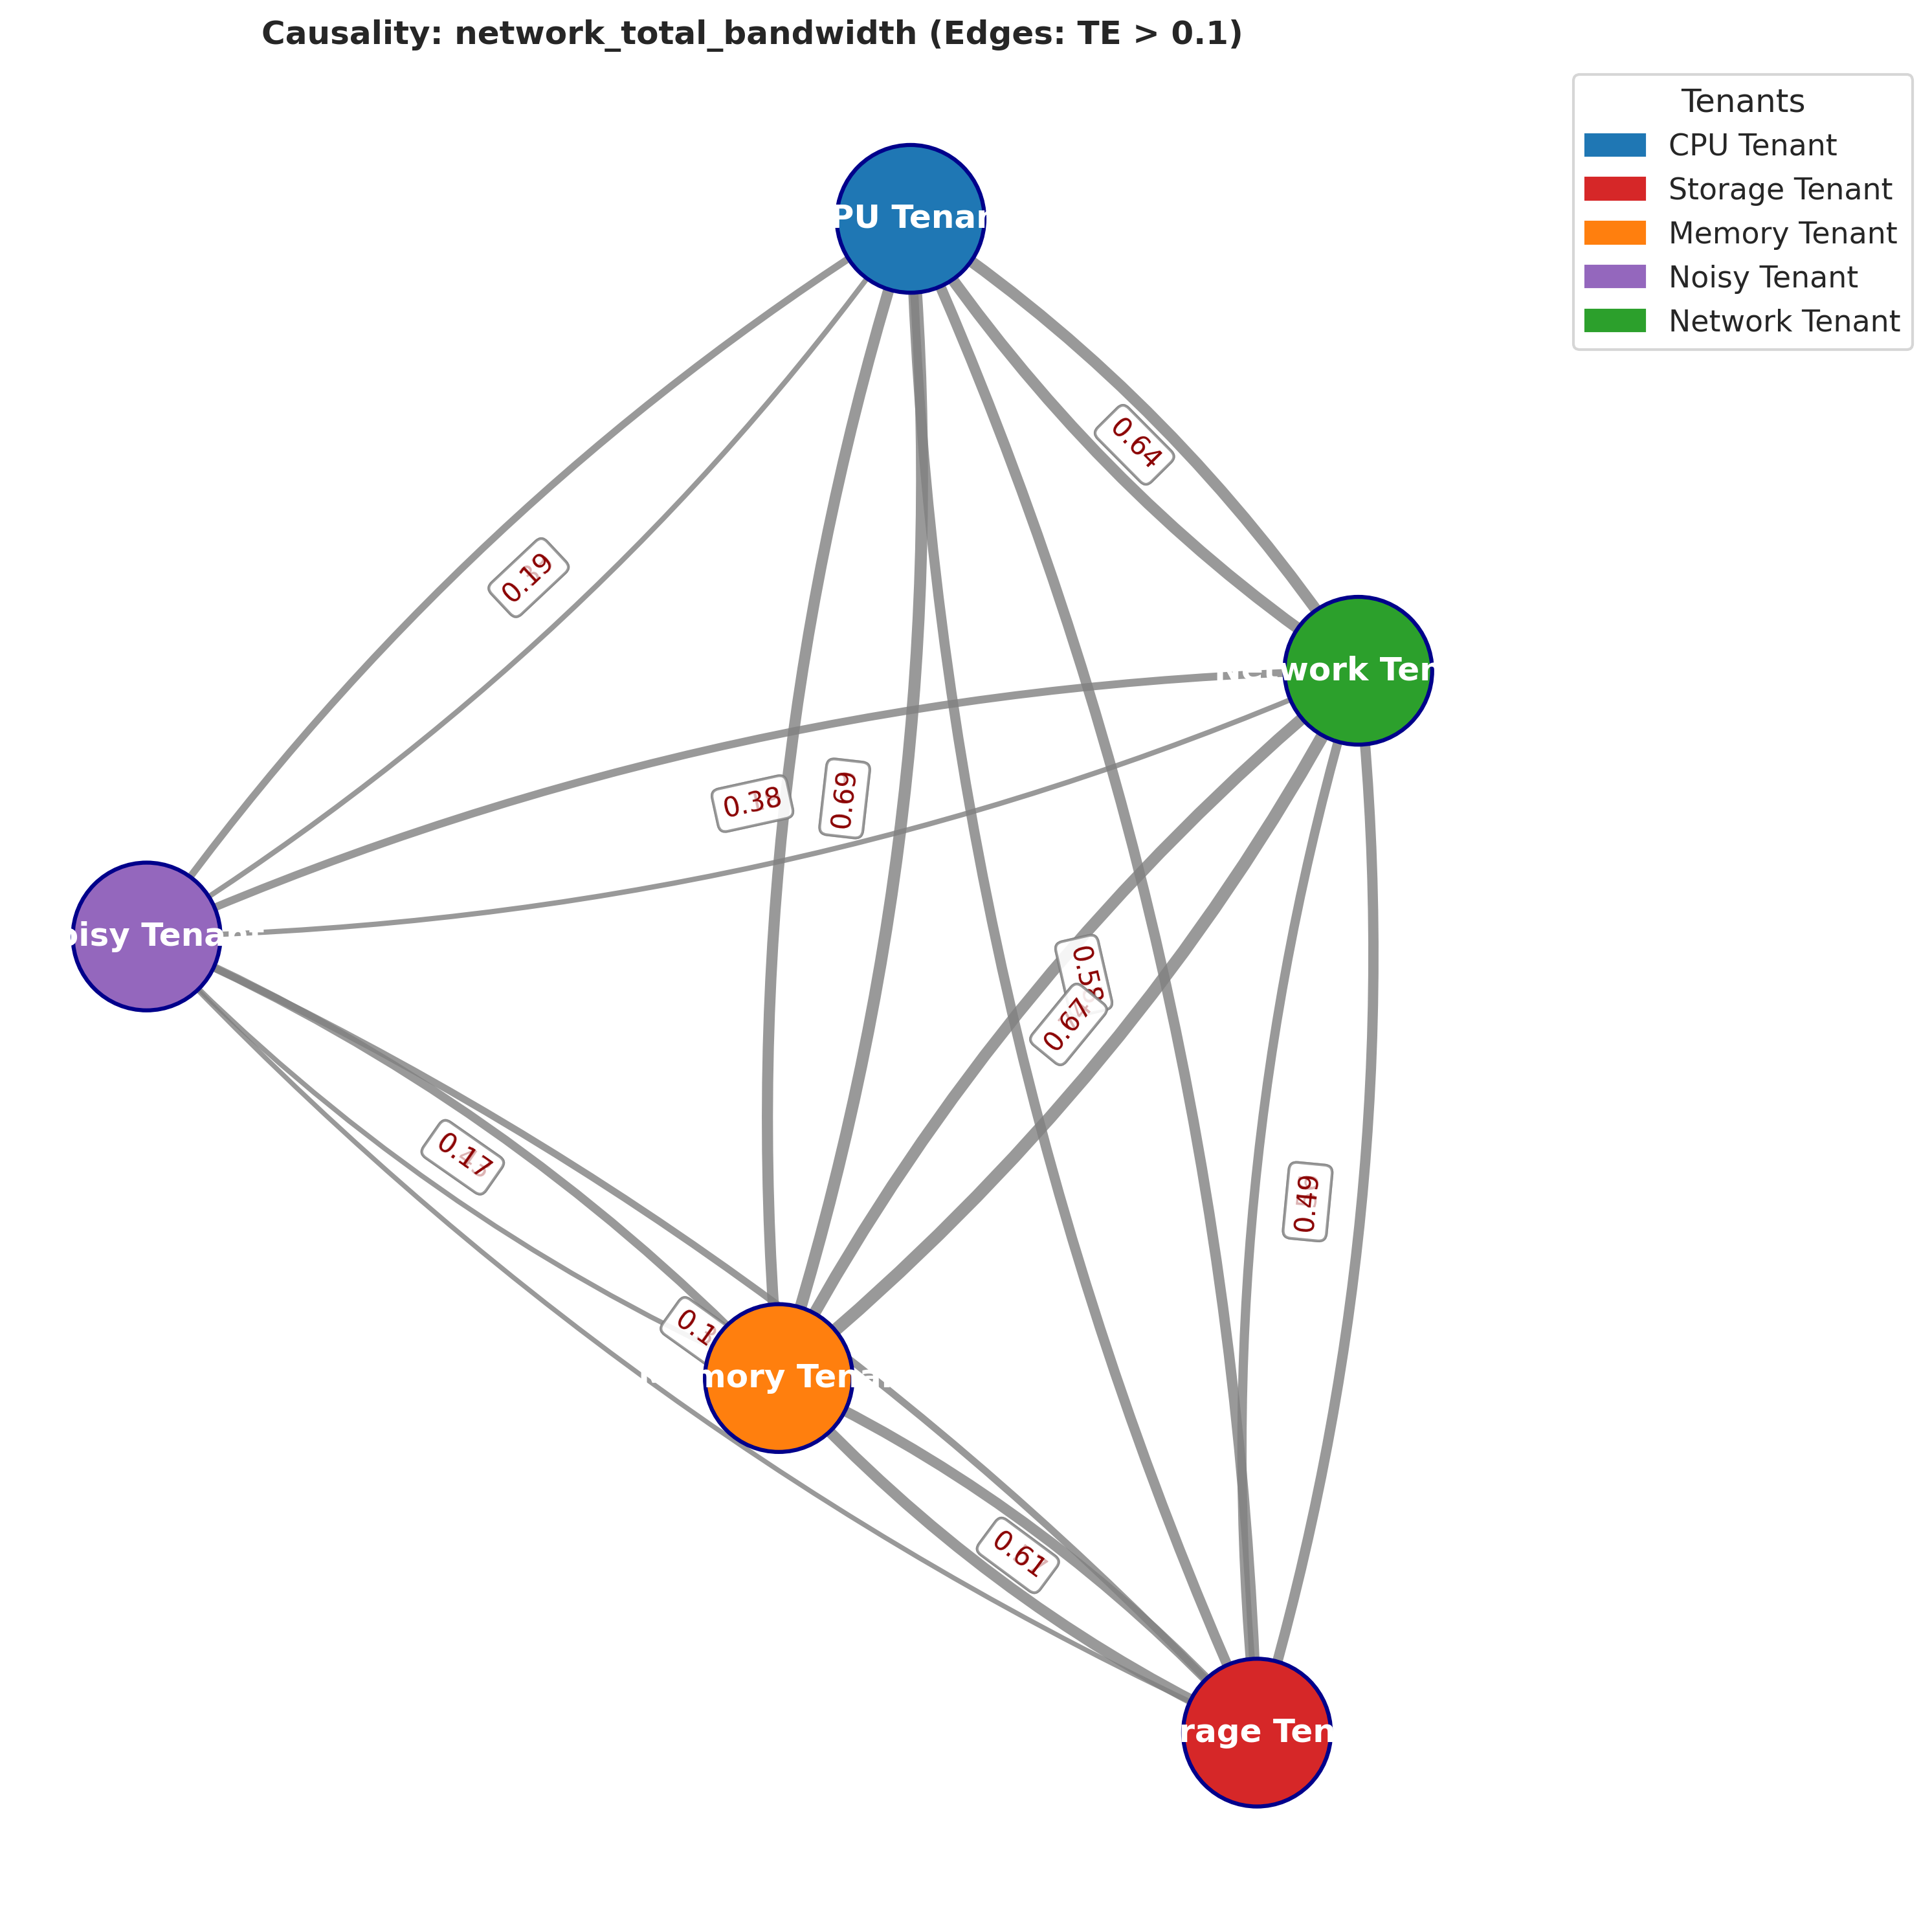 Causality: network_total_bandwidth (Edges: TE > 0.1)
Tenants
CPU Tenant
Storage Tenant
Memory Tenant
Noisy Tenant
Network Tenant
PU Tenan
0.64
0.19
work Ten
0.38
0.69
oisy Tena
0.58
0.67
0.17
0.49
0.1
mory Tena
0.61
rage Ten